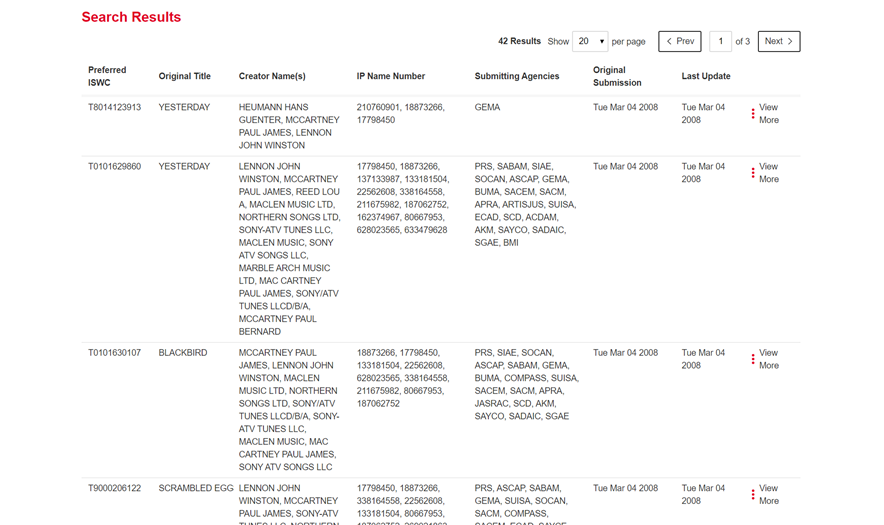 Search Results
42 Results Show 20 per page Prev 1 of 3 Next
Preferred ISWC
Original Title
Creator Name(s)
IP Name Number
Submitting Agencies
Original Submission
Last Update
T8014123913
YESTERDAY
HEUMANN HANS
GUENTER, MCCARTNEY
PAUL JAMES, LENNON
JOHN WINSTON
210760901, 18873266,
17798450
GEMA
Tue Mar 04 2008
Tue Mar 04
2008
View
More
T0101629860
YESTERDAY
LENNON JOHN
WINSTON, MCCARTNEY
PAUL JAMES, REED LOU
A, MACLEN MUSIC LTD,
NORTHERN SONGS LTD,
SONY-ATV TUNES LLC,
MACLEN MUSIC, SONY
ATV SONGS LLC,
MARBLE ARCH MUSIC
LTD, MAC CARTNEY
PAUL JAMES, SONY/ATV
TUNES LLCD/B/A,
MCCARTNEY PAUL
BERNARD
17798450, 18873266,
137133987, 133181504,
22562608, 338164558,
211675982, 187062752,
162374967, 80667953,
628023565, 633479628
PRS, SABAM, SIAE,
SOCAN, ASCAP, GEMA,
BUMA, SACEM, SACM,
APRA, ARTISJUS, SUISA,
ECAD, SCD, ACDAM,
AKM, SAYCO, SADAIC,
SGAE, BMI
Tue Mar 04 2008
Tue Mar 04
2008
View
More
T0101630107
BLACKBIRD
MCCARTNEY PAUL
JAMES, LENNON JOHN
WINSTON, MACLEN
MUSIC LTD, NORTHERN
SONGS LTD, SONY/ATV
TUNES LLCD/B/A, SONY-
ATV TUNES LLC,
MACLEN MUSIC, MAC
CARTNEY PAUL JAMES,
SONY ATV SONGS LLC
18873266, 17798450,
133181504, 22562608,
628023565, 338164558,
211675982, 80667953,
187062752
PRS, SIAE, SOCAN,
ASCAP, SABAM, GEMA,
BUMA, COMPASS, SUISA,
SACEM, SACM, APRA,
JASRAC, SCD, AKM,
SAYCO, SADAIC, SGAE
Tue Mar 04 2008
Tue Mar 04
2008
View
More
T9000206122
SCRAMBLED EGG
LENNON JOHN
WINSTON, MCCARTNEY
PAUL JAMES, SONY-ATV
TUNES LLC, NORTHERN
17798450, 18873266,
338164558, 22562608,
133181504, 80667953,
PRS, ASCAP, SABAM,
GEMA, SUISA, SOCAN,
SACM, COMPASS,
SACEM, ECAD, SAYCE
Tue Mar 04 2008
Tue Mar 04
2008
View
More